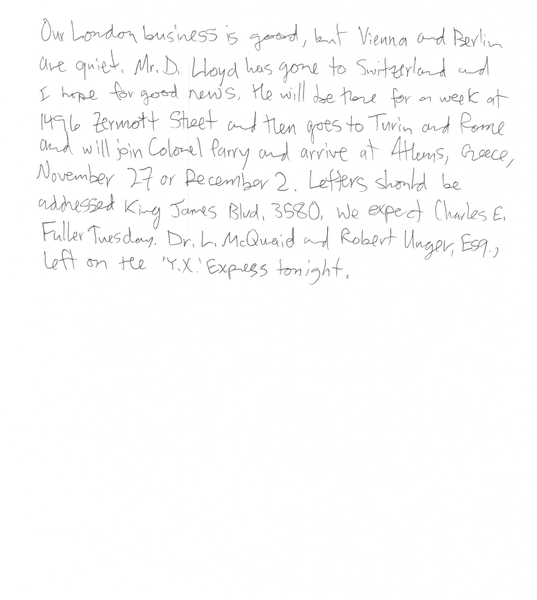 Our London business is good, but Vienna and Berlin
are quiet. Mr. D. Lloyd has gone to Switzerland and
I hope for good news. He will be there for a week at
1496 Zermott Street and then goes to Turin and Rome
and will join Colonel Parry and arrive at Athens, Greece,
November 27 or December 2. Letters should be
addressed King James Blvd, 3580. We expect Charles E.
Fuller Tuesday. Dr. L. McQuaid and Robert Unger, Esq.,
left on the 'Y.X.' Express tonight.